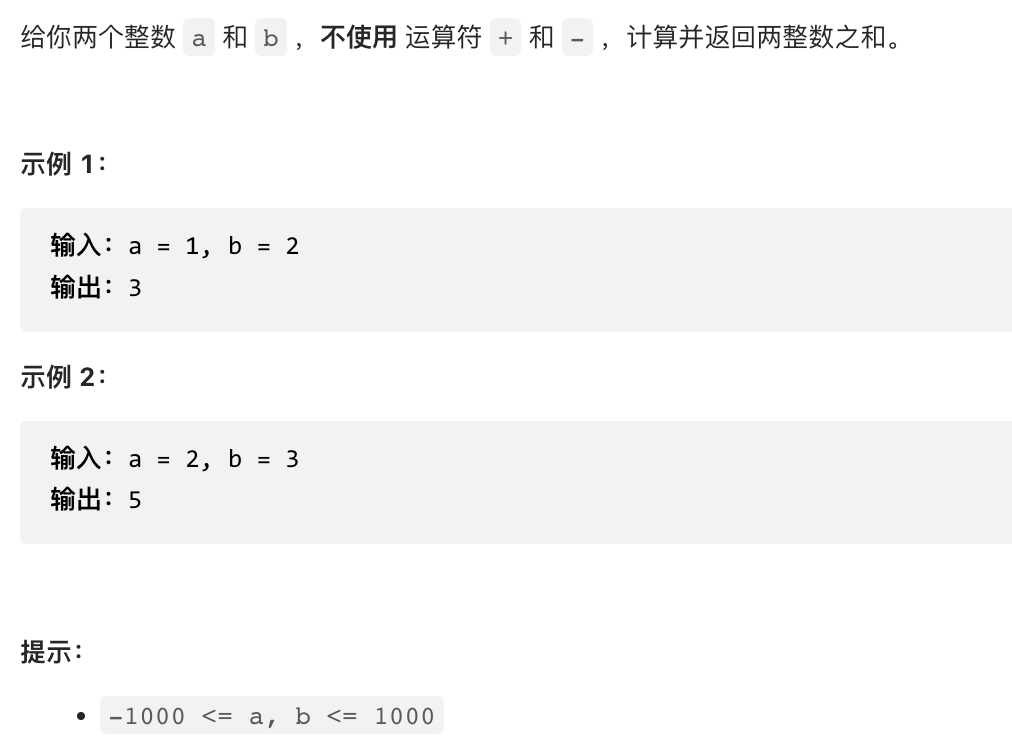 给你两个整数 a 和 b ，不使用 运算符 + 和 - ，计算并返回两整数之和。
示例 1：
输入：a = 1, b = 2
输出：3
示例 2：
输入：a = 2, b = 3
输出：5
提示：
• -1000 <= a, b <= 1000